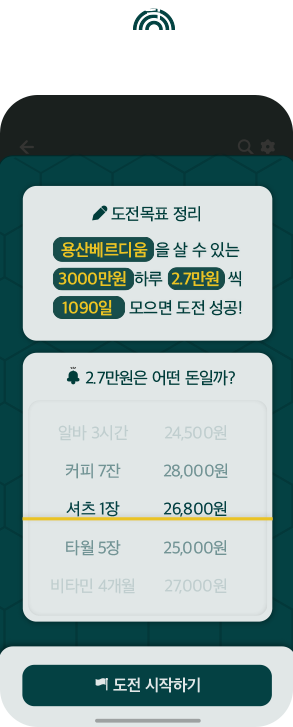 도전목표 정리
용산베르디움 을 살 수 있는
3000만원 하루 2.7만원 씩
1090일 모으면 도전 성공!
2.7만원은 어떤 돈일까?
알바 3시간 24,500원
커피 7잔 28,000원
셔츠 1장 26,800원
타월 5장 25,000원
비타민 4개월 27,000원
도전 시작하기